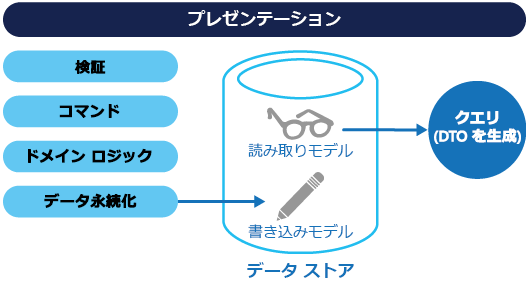 プレゼンテーション
検証
コマンド
ドメイン ロジック
データ永続化
読み取りモデル
書き込みモデル
データ ストア
クエリ
(DTO を生成)